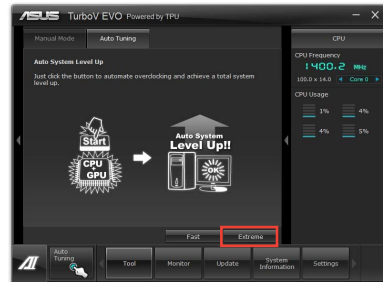 ASUS TurboV EVO Powered by TPU
Manual Mode
Auto Tuning
Auto System Level Up
Just click the button to automate overclocking and achieve a total system
level up.
Start
CPU
+
GPU
Auto System
Level Up!!
OK
Fast
Extreme
CPU
CPU Frequency
1400.2 MHz
100.0 x 14.0
Core 0
CPU Usage
1%
4%
4%
5%
Auto
Tuning
Tool
Monitor
Update
System
Information
Settings